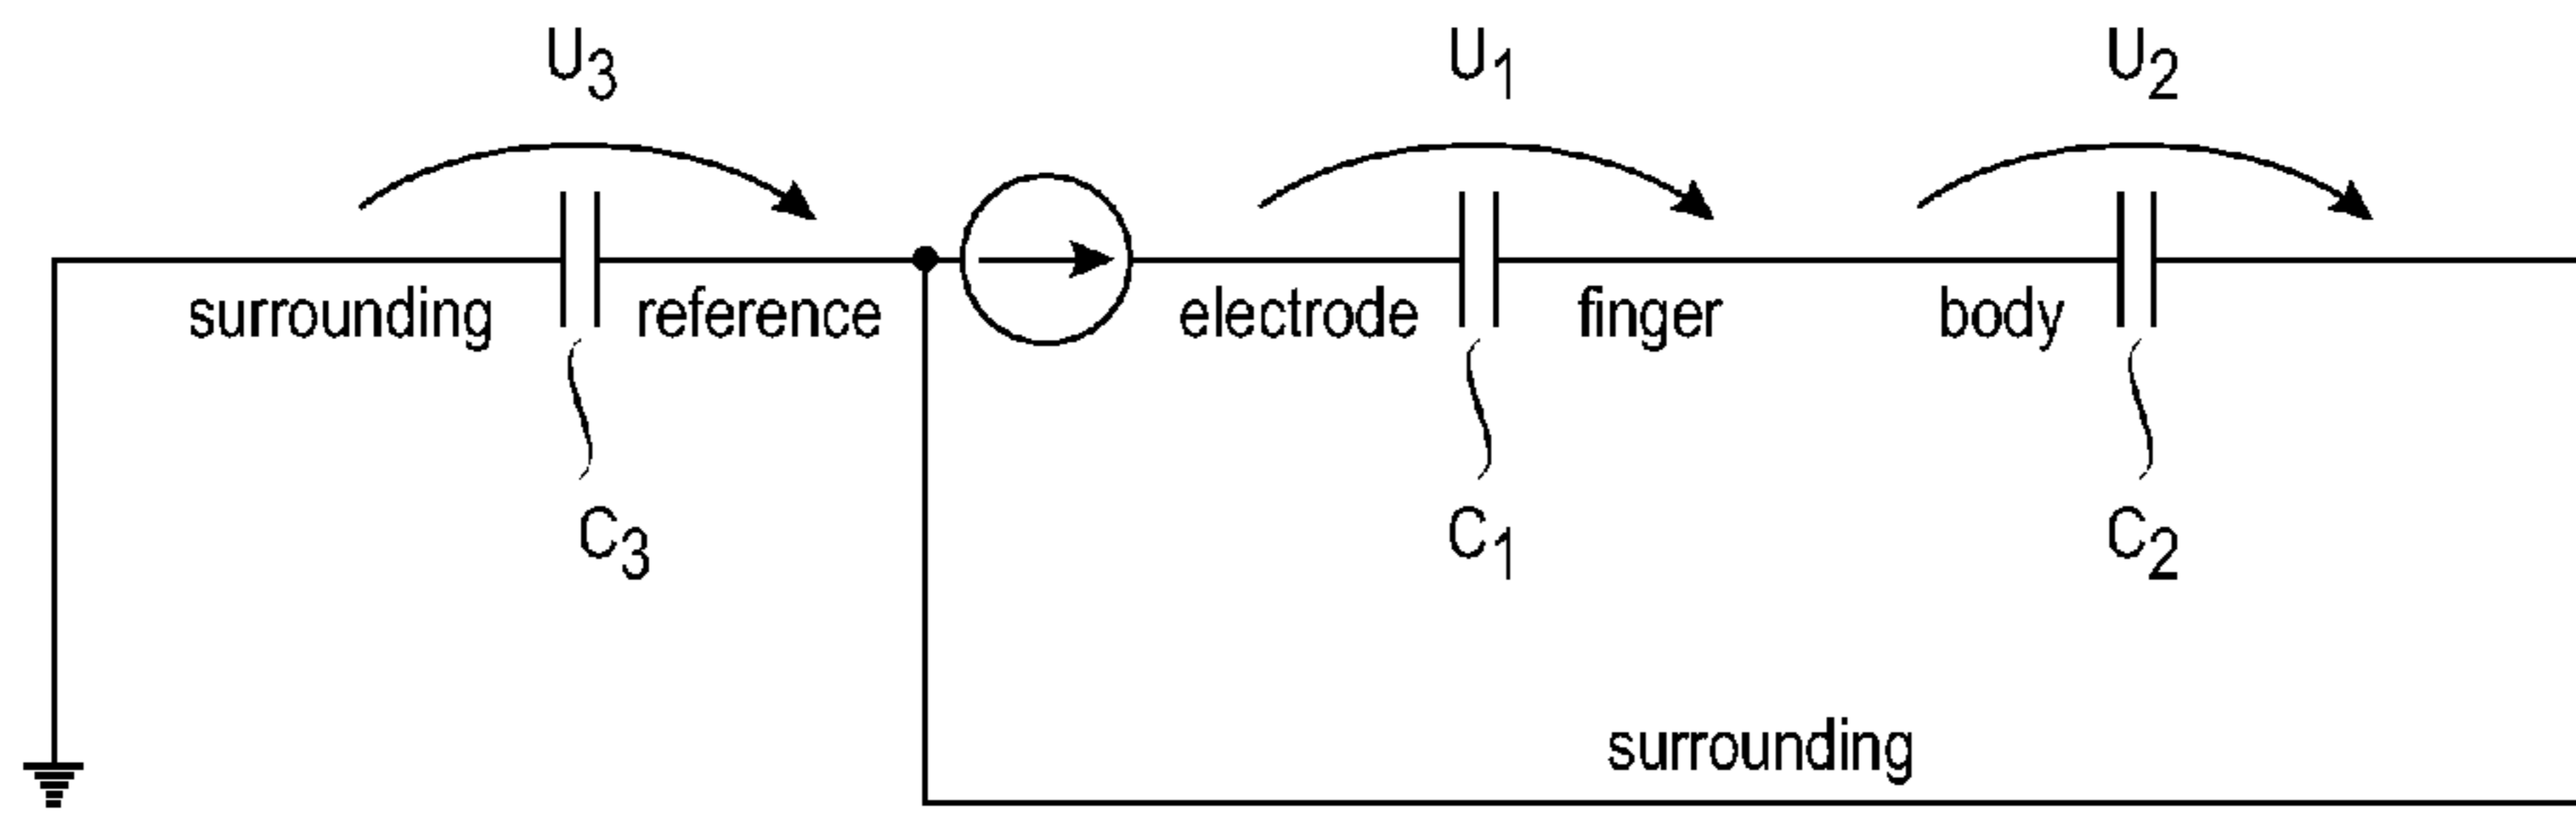 U3 U1 U2
surrounding reference electrode finger body
C3 C1 C2
surrounding